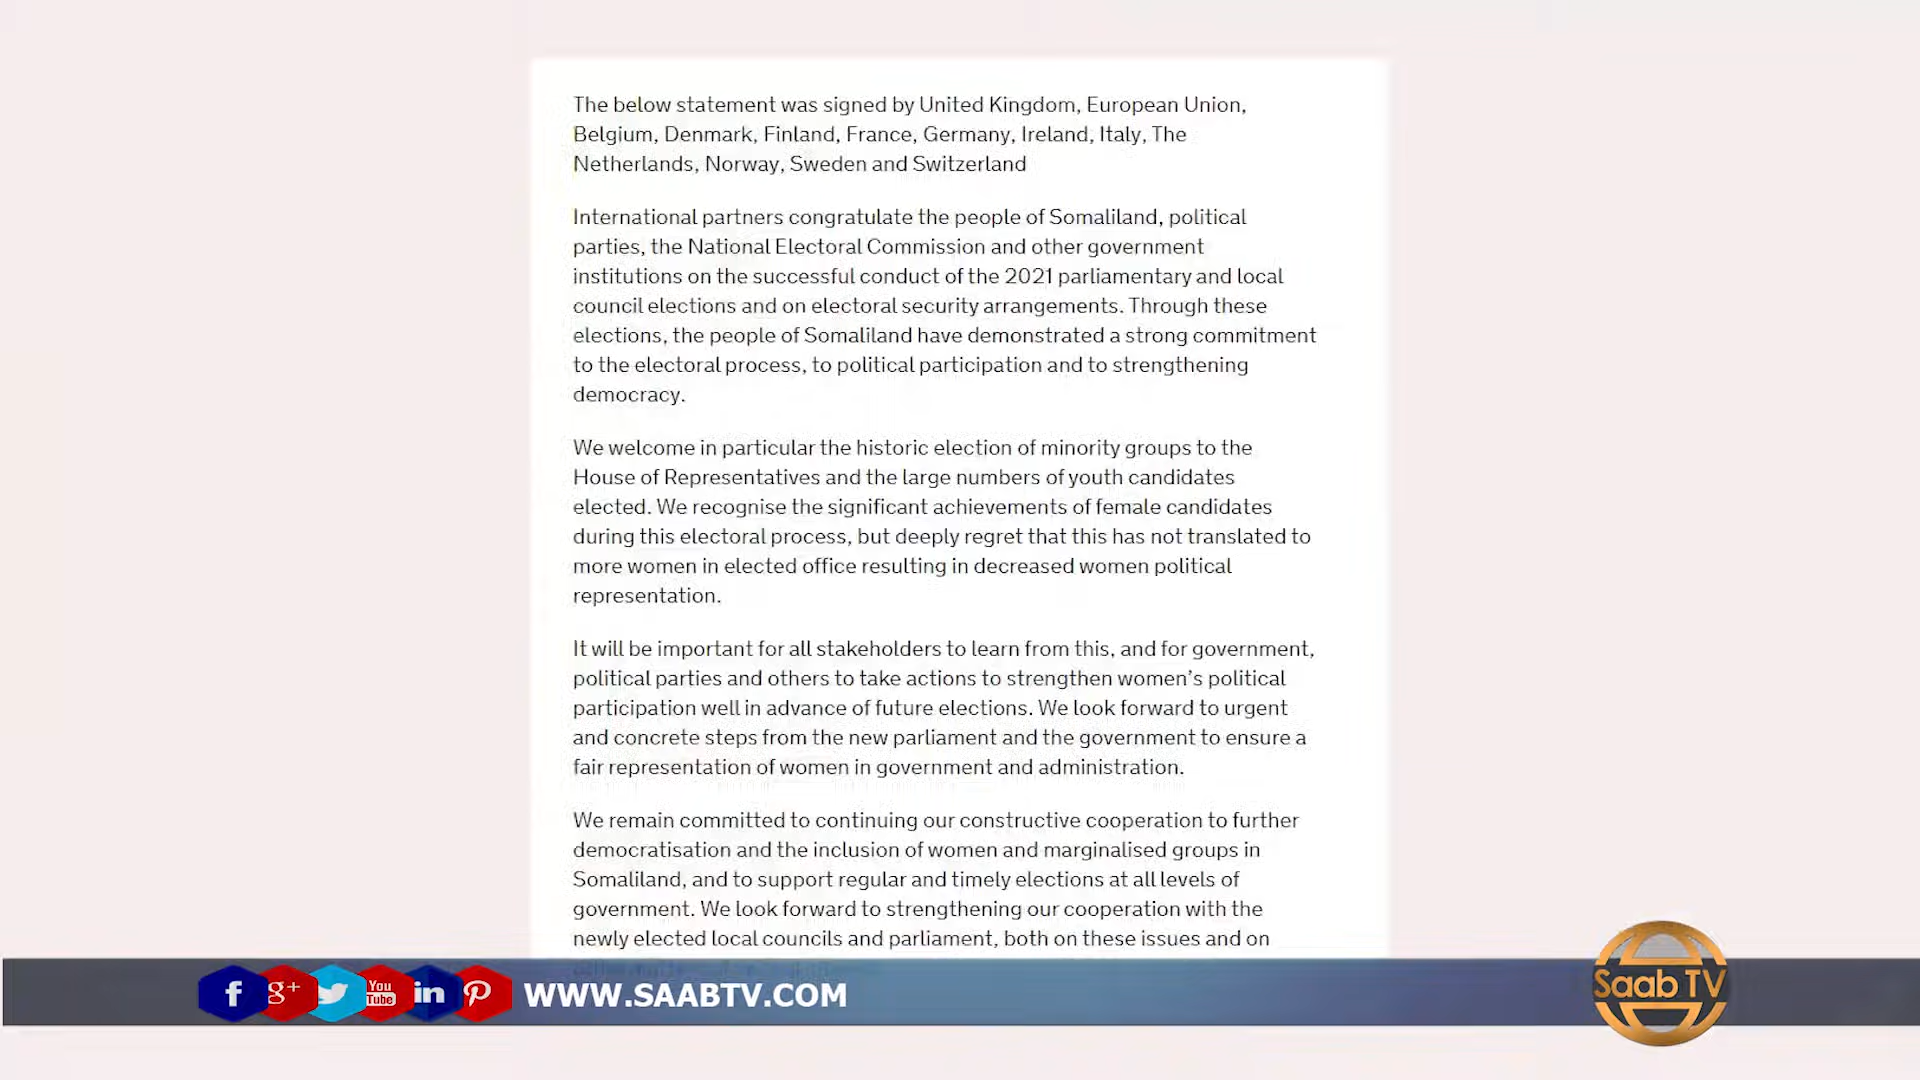 The below statement was signed by United Kingdom, European Union,
Belgium, Denmark, Finland, France, Germany, Ireland, Italy, The
Netherlands, Norway, Sweden and Switzerland
International partners congratulate the people of Somaliland, political
parties, the National Electoral Commission and other government
institutions on the successful conduct of the 2021 parliamentary and local
council elections and on electoral security arrangements. Through these
elections, the people of Somaliland have demonstrated a strong commitment
to the electoral process, to political participation and to strengthening
democracy.
We welcome in particular the historic election of minority groups to the
House of Representatives and the large numbers of youth candidates
elected. We recognise the significant achievements of female candidates
during this electoral process, but deeply regret that this has not translated to
more women in elected office resulting in decreased women political
representation.
It will be important for all stakeholders to learn from this, and for government,
political parties and others to take actions to strengthen women’s political
participation well in advance of future elections. We look forward to urgent
and concrete steps from the new parliament and the government to ensure a
fair representation of women in government and administration.
We remain committed to continuing our constructive cooperation to further
democratisation and the inclusion of women and marginalised groups in
Somaliland, and to support regular and timely elections at all levels of
government. We look forward to strengthening our cooperation with the
newly elected local councils and parliament, both on these issues and on
f g+ You Tube in WWW.SAABTV.COM
Saab TV